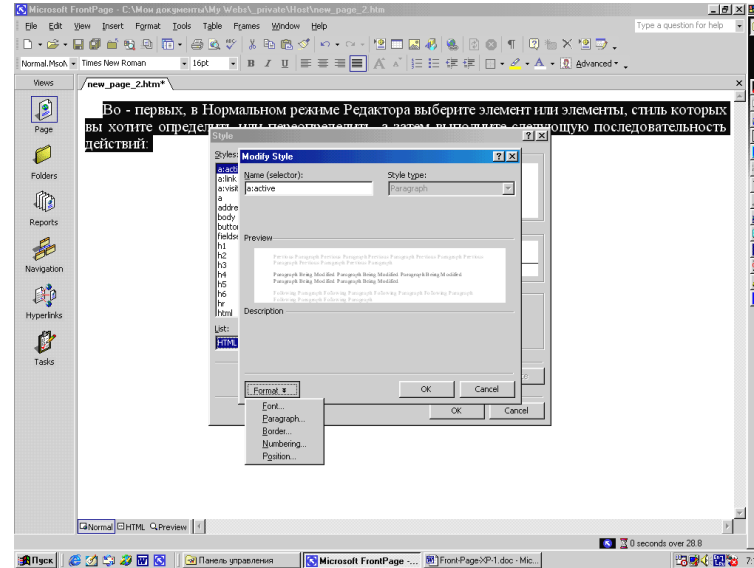 Microsoft FrontPage - C:\Мои документы\My Webs\_private\Host\new_page_2.htm
File Edit View Insert Format Tools Table Frames Window Help
Type a question for help
Normal.MsoN Times New Roman 16pt B I U Advanced
Views
/new_page_2.htm*
Page
Folders
Reports
Navigation
Hyperlinks
Tasks
Во - первых, в Нормальном режиме Редактора выберите элемент или элементы, стиль которых
вы хотите определить или переопределить, а затем выполните следующую последовательность
действий:
Style
Styles:
a:acti
a:link
a:visit
a
addre
body
button
fieldse
h1
h2
h3
h4
h5
h6
hr
html
List:
HTML
OK Cancel
Modify Style
Name (selector):
Style type:
a:active
Paragraph
Preview
Previous Paragraph Previous Paragraph Previous Paragraph Previous Paragraph Previous
Paragraph Previous Paragraph Previous Paragraph
Paragraph Being Modified Paragraph Being Modified Paragraph Being Modified
Paragraph Being Modified Paragraph Being Modified
Following Paragraph Following Paragraph Following Paragraph Following Paragraph
Following Paragraph Following Paragraph Following Paragraph
Description
Format
OK Cancel
Font...
Paragraph...
Border...
Numbering...
Position...
Normal HTML Preview
0 seconds over 28.8
Пуск
Панель управления
Microsoft FrontPage - ...
Front-Page-XP-1.doc - Mic...